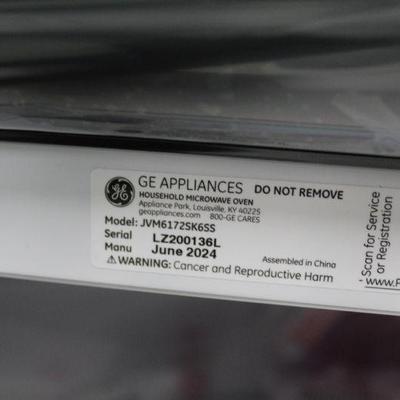 GE APPLIANCES DO NOT REMOVE
HOUSEHOLD MICROWAVE OVEN
Appliance Park, Louisville, KY 40225
geappliances.com 800-GE CARES
Model: JVM6172SK6SS
Serial LZ200136L
Manu June 2024
Assembled in China
⚠WARNING: Cancer and Reproductive Harm
- Scan for Service
or Registration